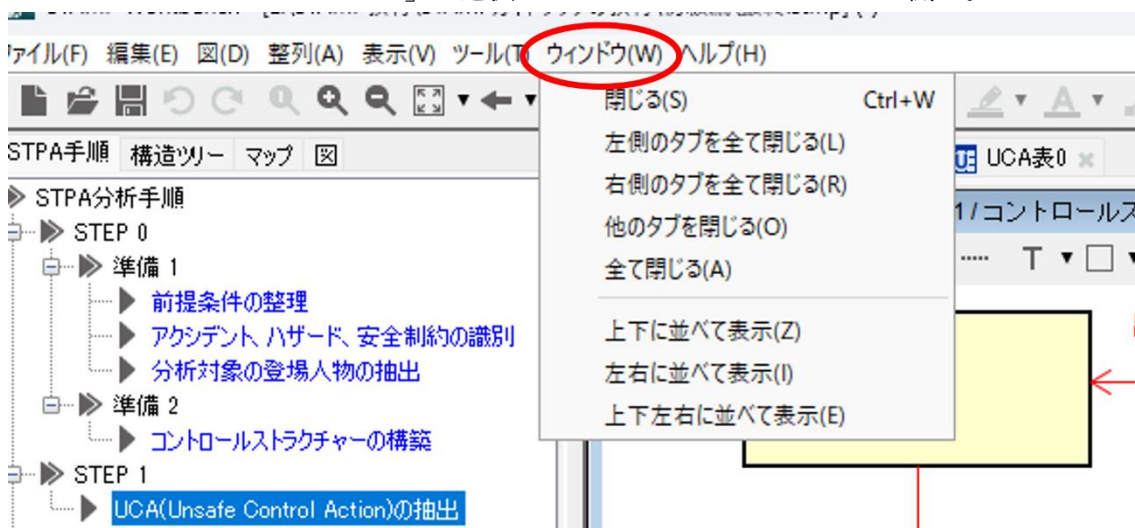 ファイル(F) 編集(E) 図(D) 整列(A) 表示(V) ツール(T) ウィンドウ(W) ヘルプ(H)
閉じる(S) Ctrl+W
左側のタブを全て閉じる(L)
右側のタブを全て閉じる(R)
他のタブを閉じる(O)
全て閉じる(A)
上下に並べて表示(Z)
左右に並べて表示(I)
上下左右に並べて表示(E)
STPA手順 構造ツリー マップ 図
STPA分析手順
STEP 0
準備 1
前提条件の整理
アクシデント、ハザード、安全制約の識別
分析対象の登場人物の抽出
準備 2
コントロールストラクチャーの構築
STEP 1
UCA(Unsafe Control Action)の抽出
UCA表0
1/コントロールス
T